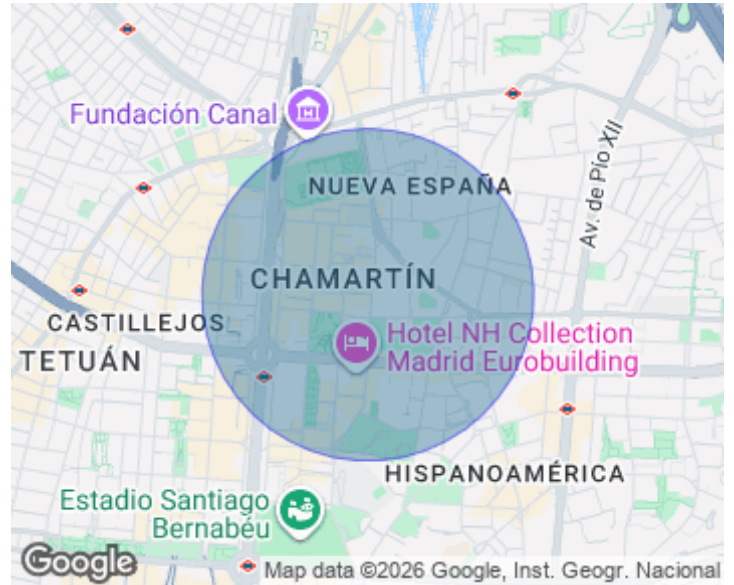 Fundación Canal
NUEVA ESPAÑA
Av. de Pío XII
CHAMARTÍN
CASTILLEJOS
TETUÁN
Hotel NH Collection
Madrid Eurobuilding
HISPANOAMÉRICA
Estadio Santiago
Bernabéu
Google
Map data ©2026 Google, Inst. Geogr. Nacional